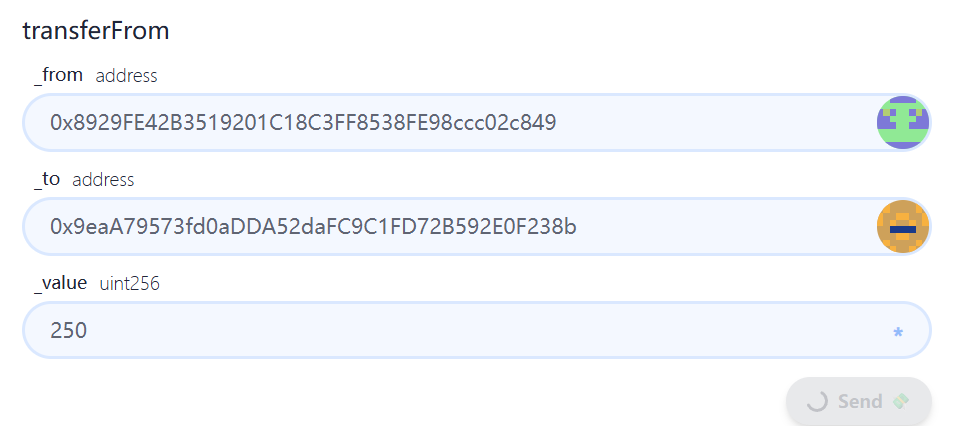 transferFrom
_from address
0x8929FE42B3519201C18C3FF8538FE98ccc02c849
_to address
0x9eaA79573fd0aDDA52daFC9C1FD72B592E0F238b
_value uint256
250 *
Send 💸